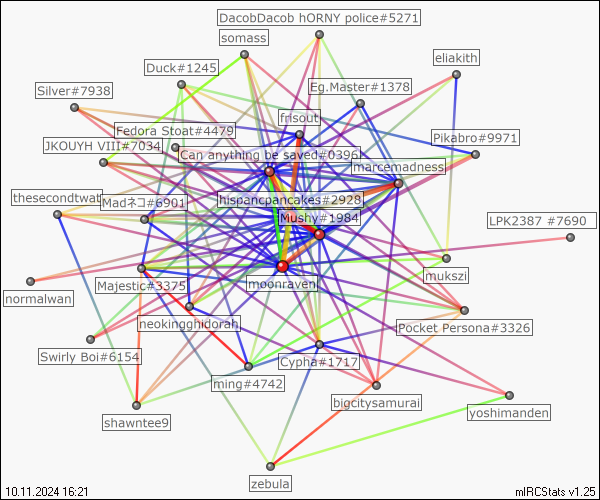 DacobDacob hORNY police#5271
somass
eliakith
Duck#1245
Eg.Master#1378
Silver#7938
frisout
Fedora Stoat#4479
Pikabro#9971
JKOUYH VIII#7034
Can anything be saved#0396
marcemadness
thesecondtwat
Madネコ#6901
hispancpancakes#2928
Mushy#1984
LPK2387 #7690
Majestic#3375
moonraven
mukszi
normalwan
neokingghidorah
Pocket Persona#3326
Swirly Boi#6154
Cypha#1717
ming#4742
bigcitysamurai
yoshimanden
shawntee9
zebula
10.11.2024 16:21
mIRCStats v1.25